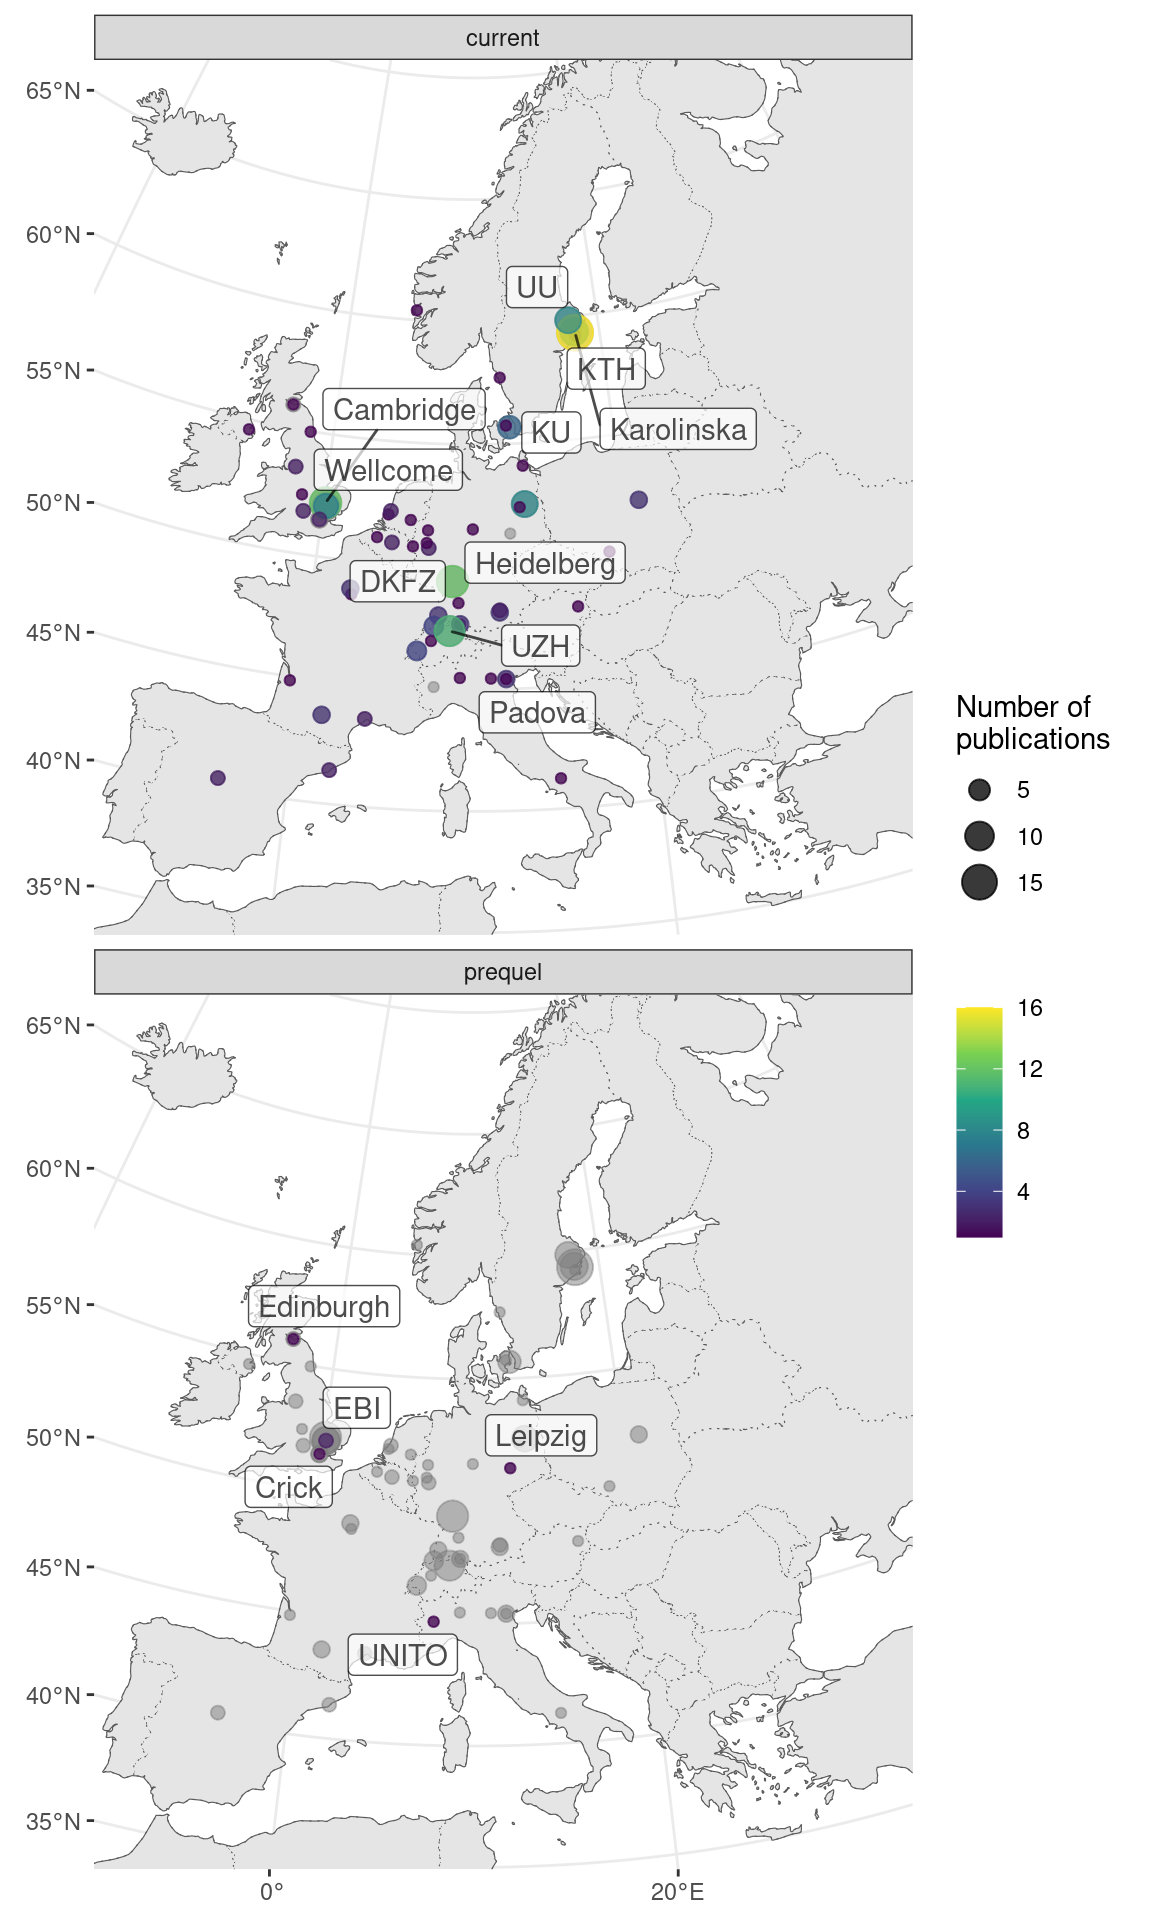 current
65°N
60°N
55°N
50°N
45°N
40°N
35°N
UU
KTH
Cambridge
KU
Karolinska
Wellcome
Heidelberg
DKFZ
UZH
Padova
Number of
publications
5
10
15
prequel
65°N
60°N
55°N
50°N
45°N
40°N
35°N
16
12
8
4
Edinburgh
EBI
Leipzig
Crick
UNITO
0°
20°E